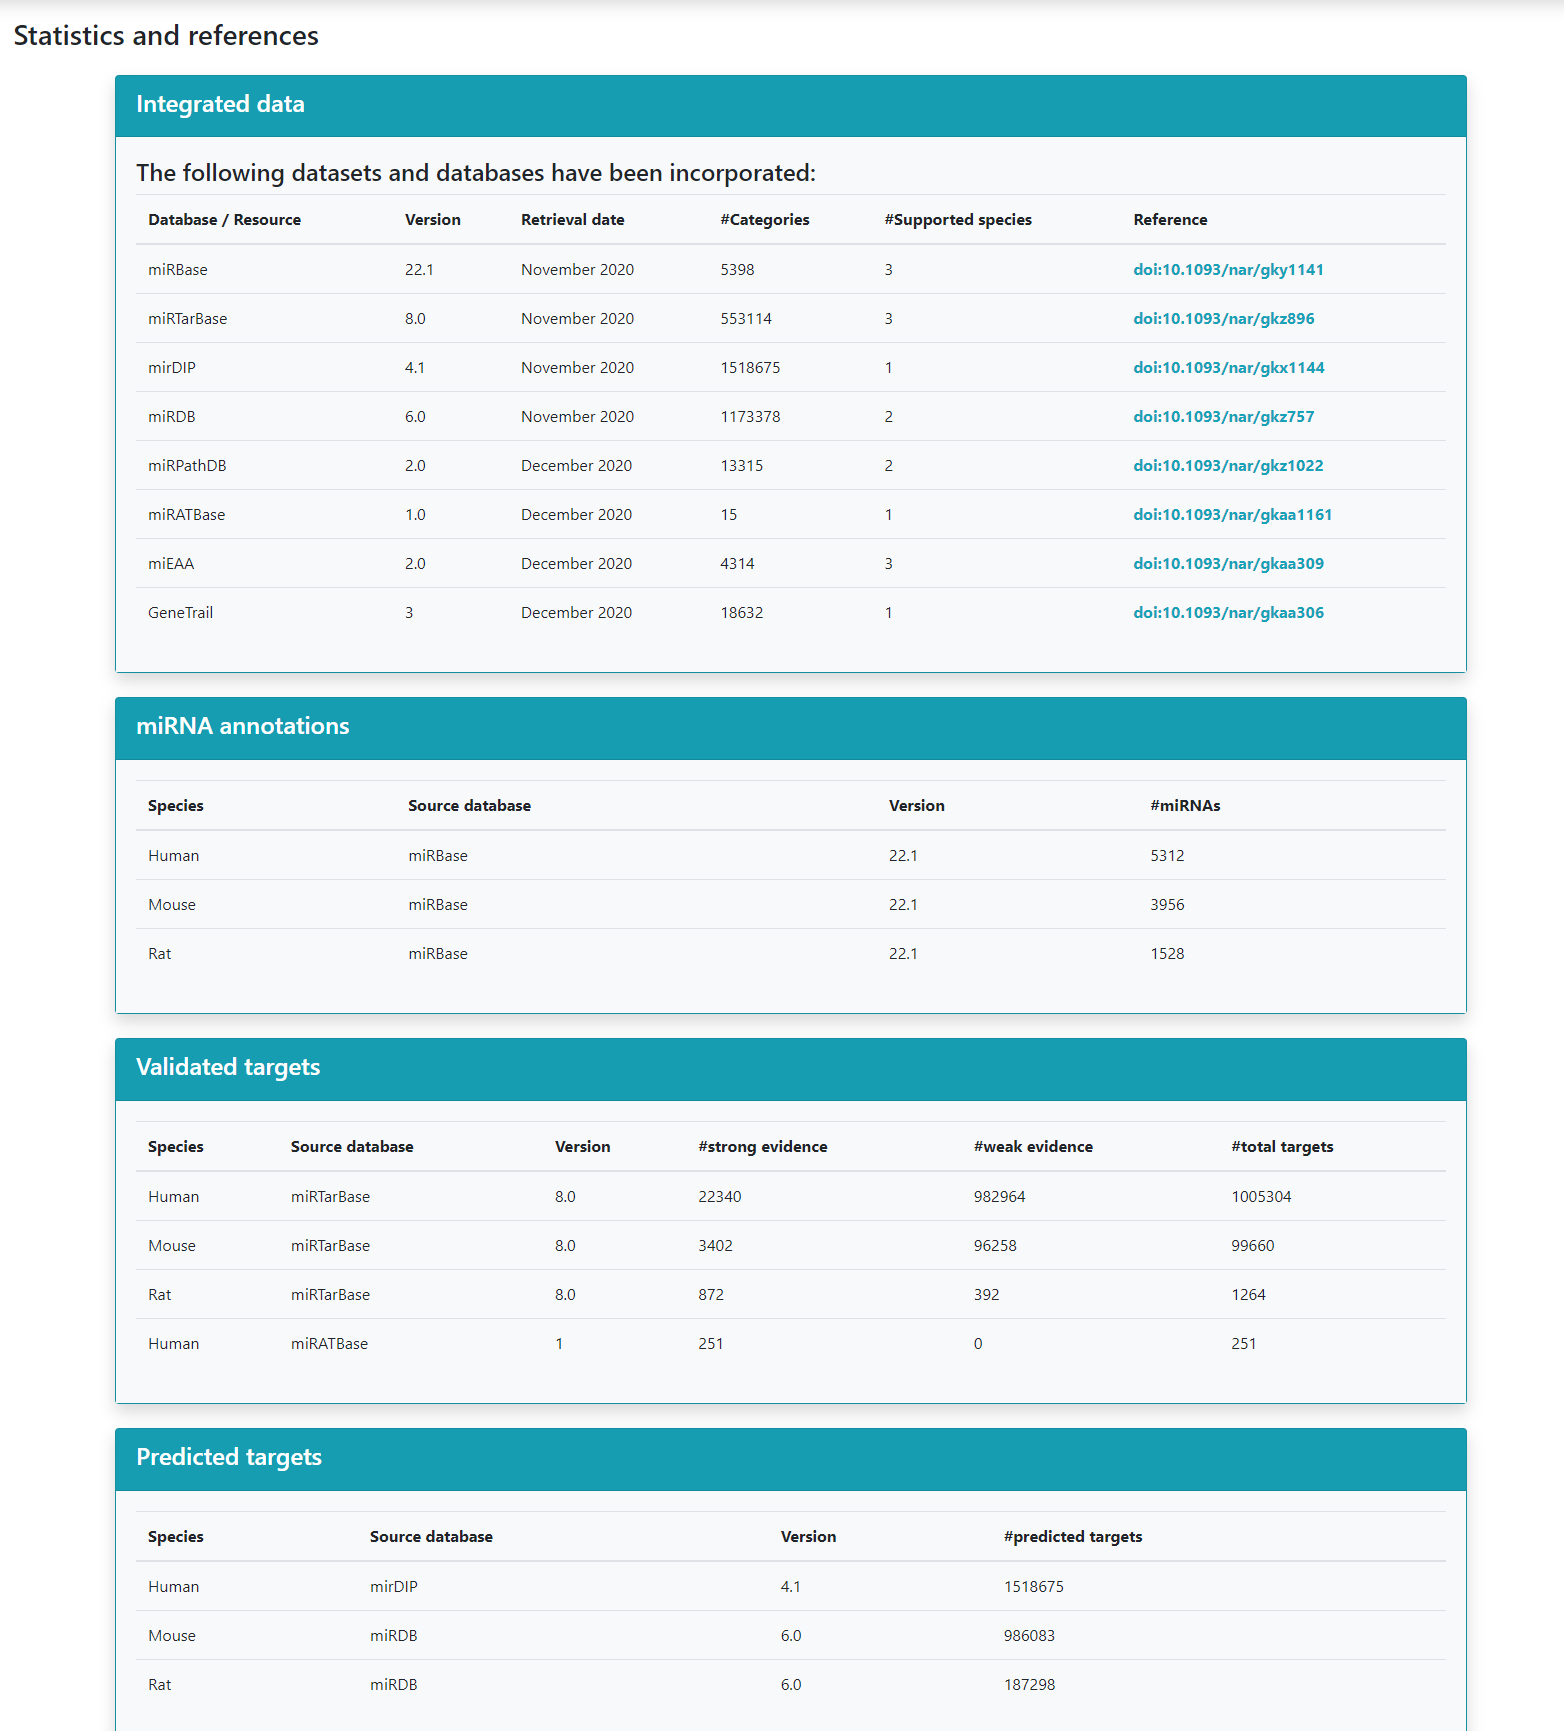 Statistics and references
Integrated data
The following datasets and databases have been incorporated:
Database / Resource Version Retrieval date #Categories #Supported species Reference
miRBase 22.1 November 2020 5398 3 doi:10.1093/nar/gky1141
miRTarBase 8.0 November 2020 553114 3 doi:10.1093/nar/gkz896
mirDIP 4.1 November 2020 1518675 1 doi:10.1093/nar/gkx1144
miRDB 6.0 November 2020 1173378 2 doi:10.1093/nar/gkz757
miRPathDB 2.0 December 2020 13315 2 doi:10.1093/nar/gkz1022
miRATBase 1.0 December 2020 15 1 doi:10.1093/nar/gkaa1161
miEAA 2.0 December 2020 4314 3 doi:10.1093/nar/gkaa309
GeneTrail 3 December 2020 18632 1 doi:10.1093/nar/gkaa306
miRNA annotations
Species Source database Version #miRNAs
Human miRBase 22.1 5312
Mouse miRBase 22.1 3956
Rat miRBase 22.1 1528
Validated targets
Species Source database Version #strong evidence #weak evidence #total targets
Human miRTarBase 8.0 22340 982964 1005304
Mouse miRTarBase 8.0 3402 96258 99660
Rat miRTarBase 8.0 872 392 1264
Human miRATBase 1 251 0 251
Predicted targets
Species Source database Version #predicted targets
Human mirDIP 4.1 1518675
Mouse miRDB 6.0 986083
Rat miRDB 6.0 187298